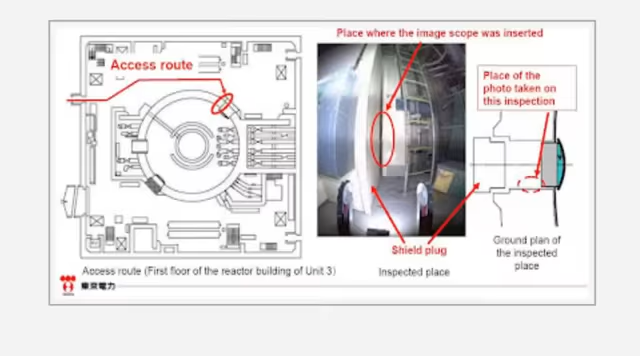 Place where the image scope was inserted
Access route
Place of the
photo taken on
this inspection
Shield plug
Ground plan of
the inspected
place
Access route (First floor of the reactor building of Unit 3)
Inspected place
東京電力